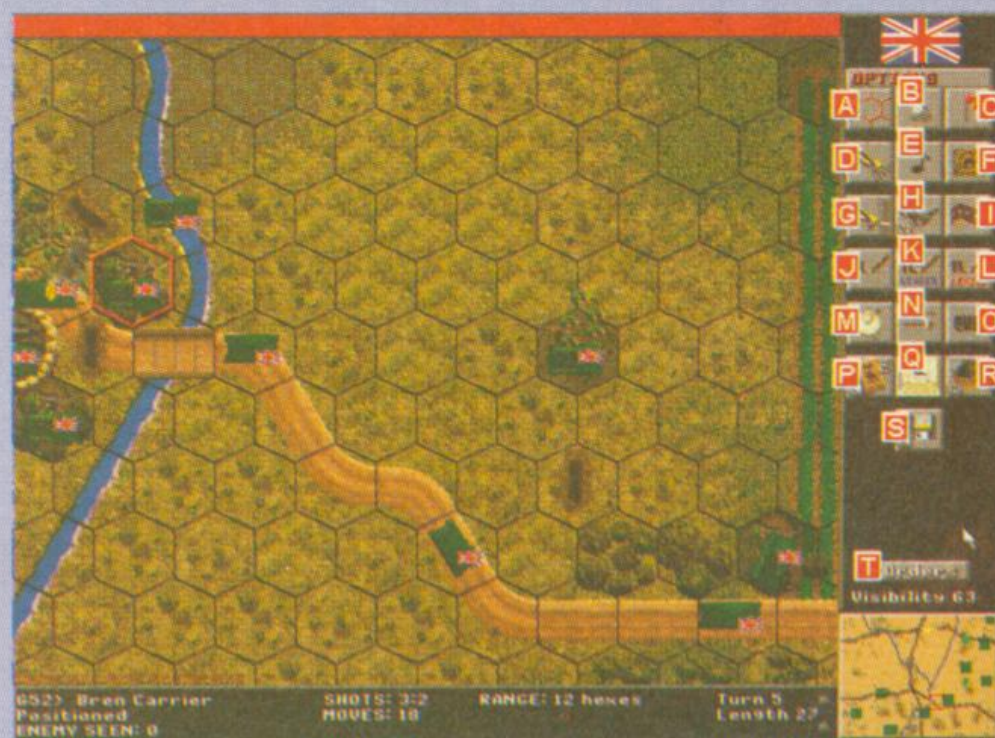 OPTIONS
A B C
D E F
G H I
J K L
M N O
P Q R
S
T
Visibility 63
G52> Bren Carrier SHOTS: 3:2 RANGE: 12 hexes Turn 5
Positioned MOVES: 18 Length 27
ENEMY SEEN: 0